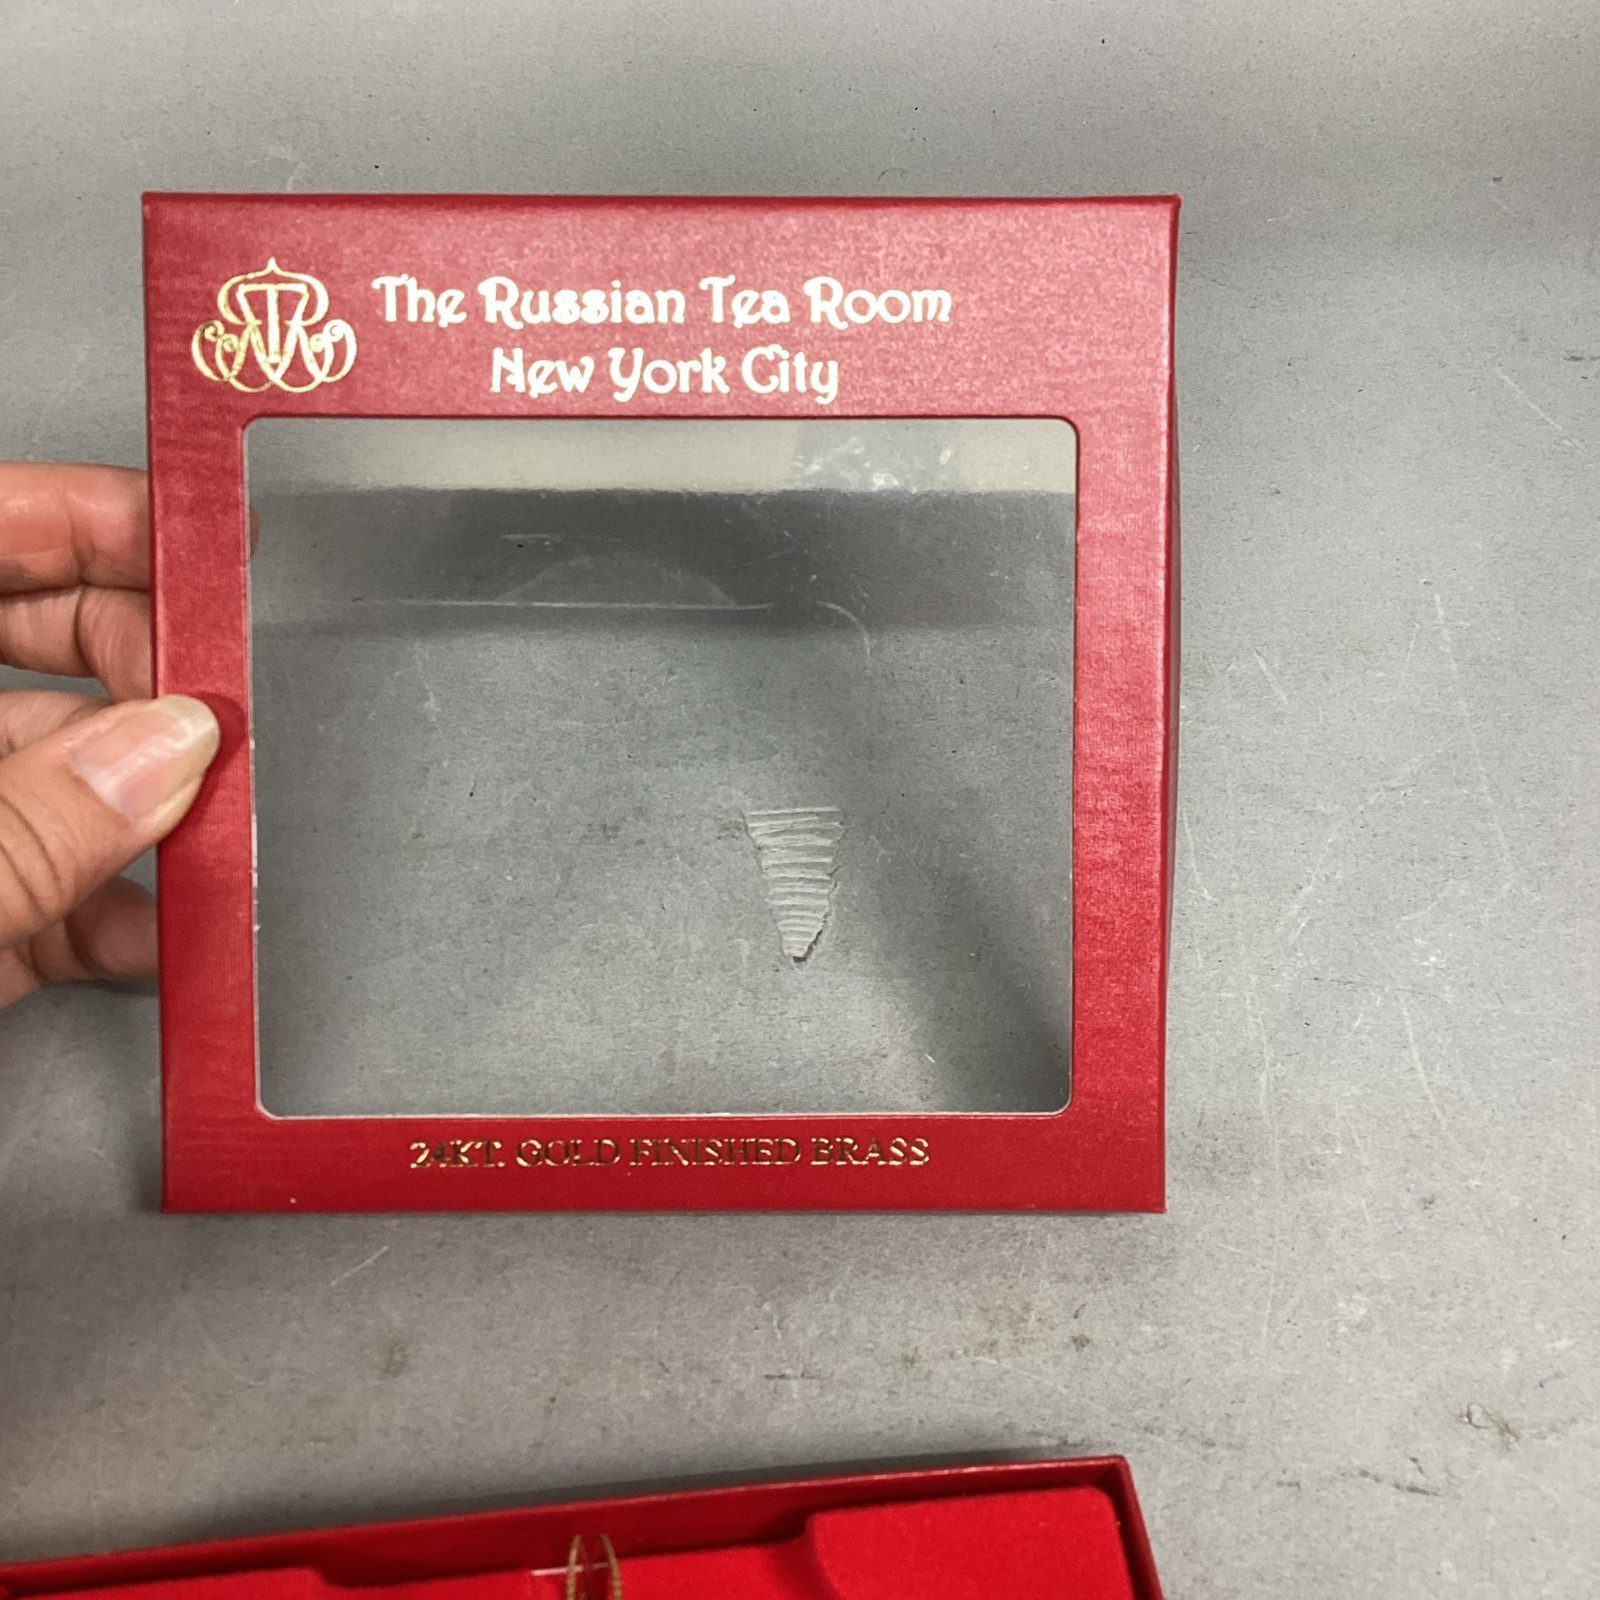 The Russian Tea Room
New York City
24KT. GOLD FINISHED BRASS